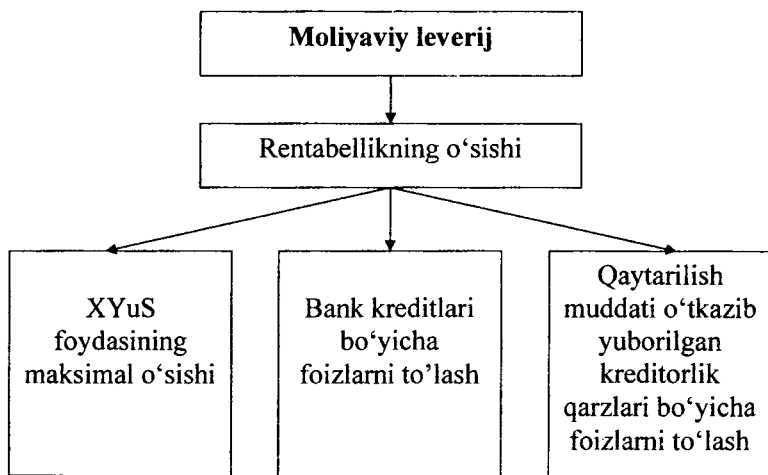 Moliyaviy leverij
Rentabellikning o‘sishi
XYuS
foydasining
maksimal o‘sishi
Bank kreditlari
bo‘yicha
foizlarni to’lash
Qaytarilish
muddati o‘tkazib
yuborilgan
kreditorlik
qarzlari bo‘yicha
foizlarni to‘lash